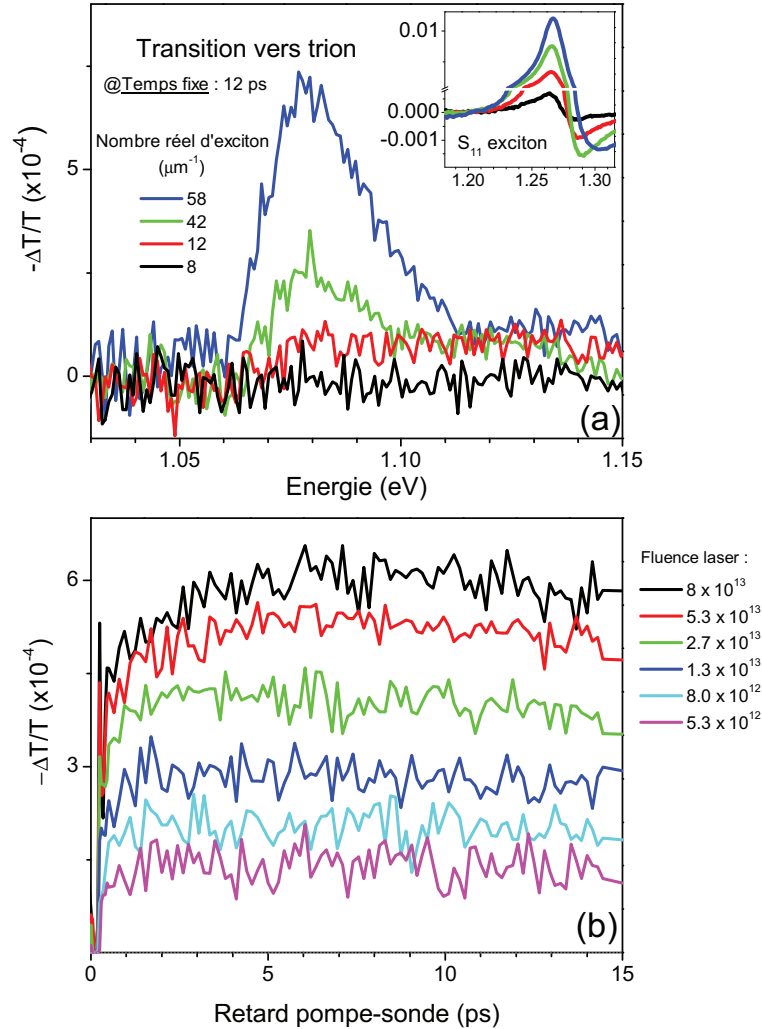 Transition vers trion
@Temps fixe : 12 ps
Nombre réel d'exciton
(μm⁻¹)
58
42
12
8
0.01
0.000
-0.001
S₁₁ exciton
1.20
1.25
1.30
5
0
-ΔT/T (x10⁻⁴)
(a)
1.05
1.10
1.15
Energie (eV)
6
3
−ΔT/T (x10⁻⁴)
(b)
0
5
10
15
Retard pompe-sonde (ps)
Fluence laser :
8 x 10¹³
5.3 x 10¹³
2.7 x 10¹³
1.3 x 10¹³
8.0 x 10¹²
5.3 x 10¹²